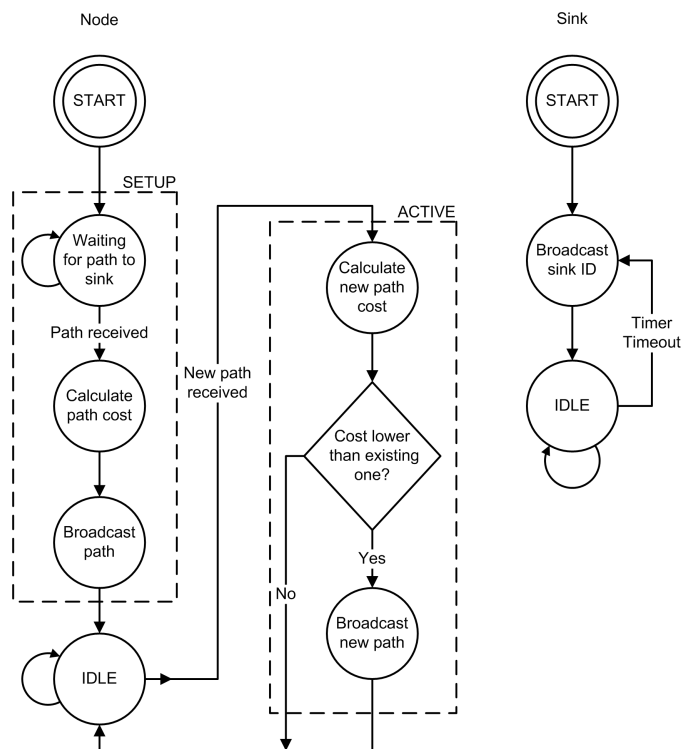 Node
Sink
START
START
SETUP
Waiting
for path to
sink
Path received
Calculate
path cost
Broadcast
path
IDLE
New path
received
ACTIVE
Calculate
new path
cost
Cost lower
than existing
one?
Yes
No
Broadcast
new path
Broadcast
sink ID
Timer
Timeout
IDLE